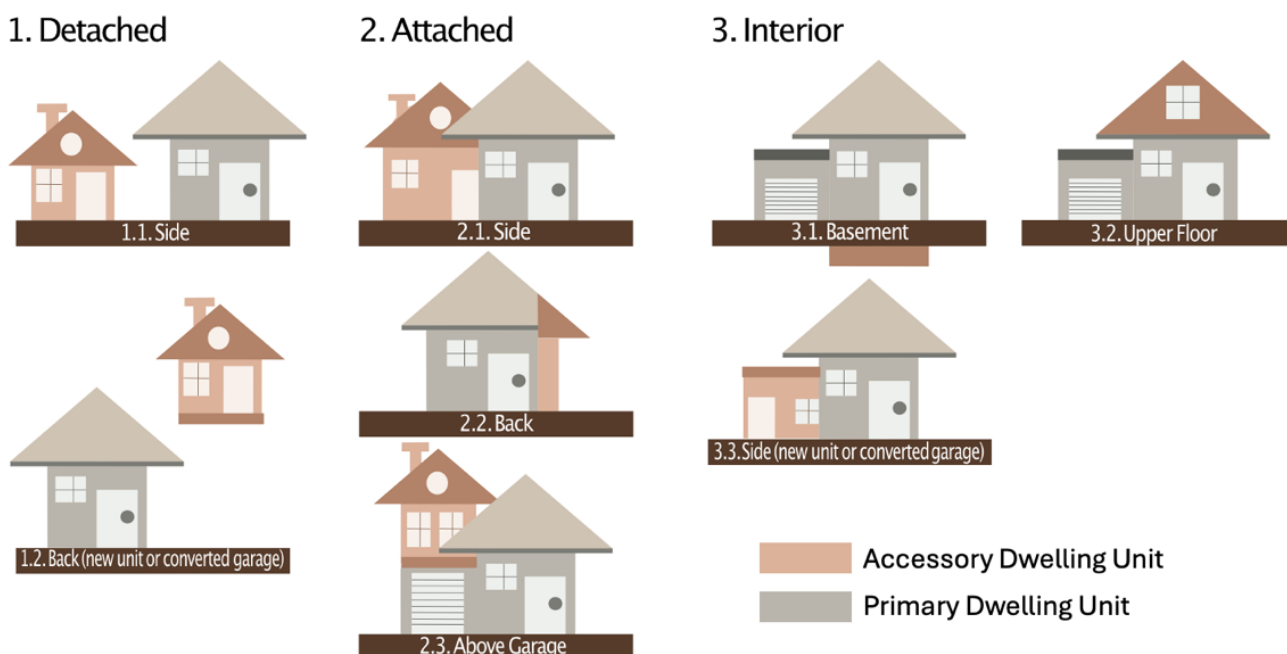 1. Detached
1.1. Side
1.2. Back (new unit or converted garage)
2. Attached
2.1. Side
2.2. Back
2.3. Above Garage
3. Interior
3.1. Basement
3.2. Upper Floor
3.3. Side (new unit or converted garage)
Accessory Dwelling Unit
Primary Dwelling Unit